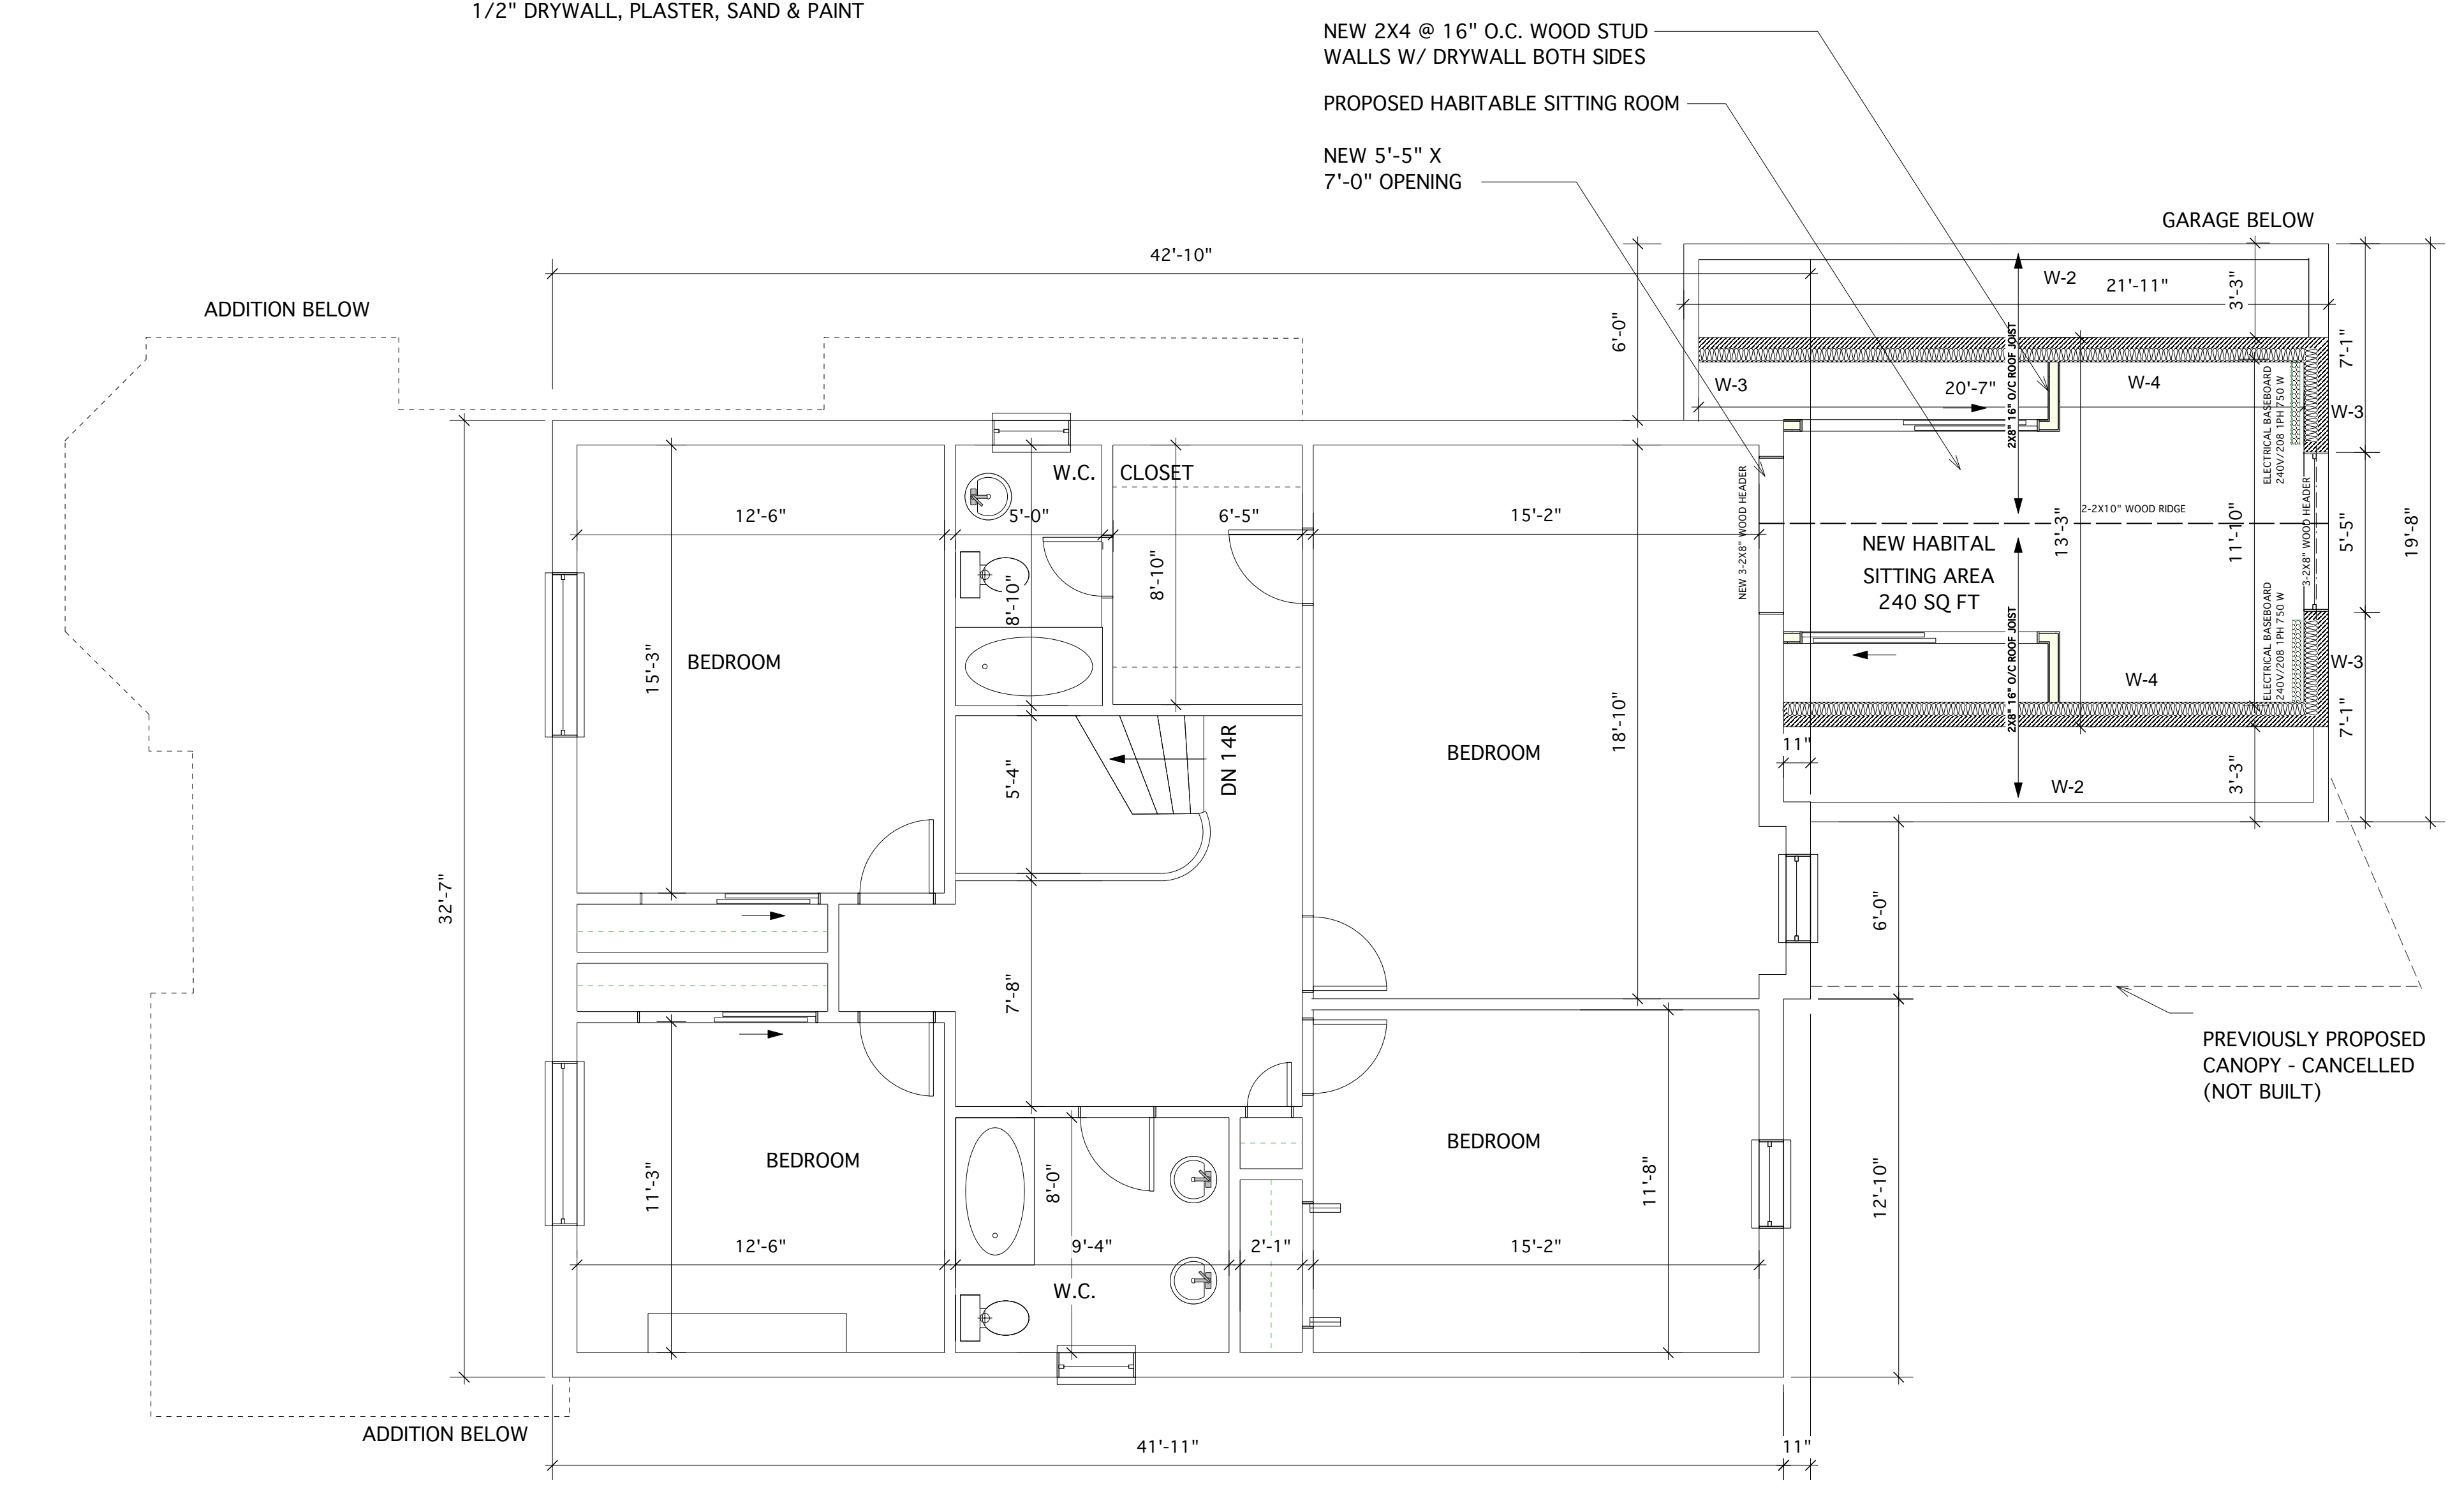 1/2" DRYWALL, PLASTER, SAND & PAINT
NEW 2X4 @ 16" O.C. WOOD STUD
WALLS W/ DRYWALL BOTH SIDES
PROPOSED HABITABLE SITTING ROOM
NEW 5'-5" X
7'-0" OPENING
GARAGE BELOW
42'-10"
W-2
21'-11"
3'-3"
ADDITION BELOW
6'-0"
7'-1"
W-3
20'-7"
W-4
W-3
2X8" 16" O/C ROOF JOIST
ELECTRICAL BASEBOARD
240V/208 1PH 750 W
W.C.
CLOSET
12'-6"
5'-0"
6'-5"
15'-2"
NEW 3-2X8" WOOD HEADER
2-2X10" WOOD RIDGE
13'-3"
11'-10"
3-2X8" WOOD HEADER
5'-5"
19'-8"
NEW HABITAL
SITTING AREA
240 SQ FT
8'-10"
8'-10"
15'-3"
BEDROOM
2X8" 16" O/C ROOF JOIST
ELECTRICAL BASEBOARD
240V/208 1PH 750 W
W-3
W-4
18'-10"
7'-1"
11"
BEDROOM
5'-4"
DN 14R
W-2
3'-3"
32'-7"
6'-0"
7'-8"
PREVIOUSLY PROPOSED
CANOPY - CANCELLED
(NOT BUILT)
BEDROOM
BEDROOM
11'-3"
8'-0"
11'-8"
12'-10"
12'-6"
9'-4"
2'-1"
15'-2"
W.C.
ADDITION BELOW
41'-11"
11"